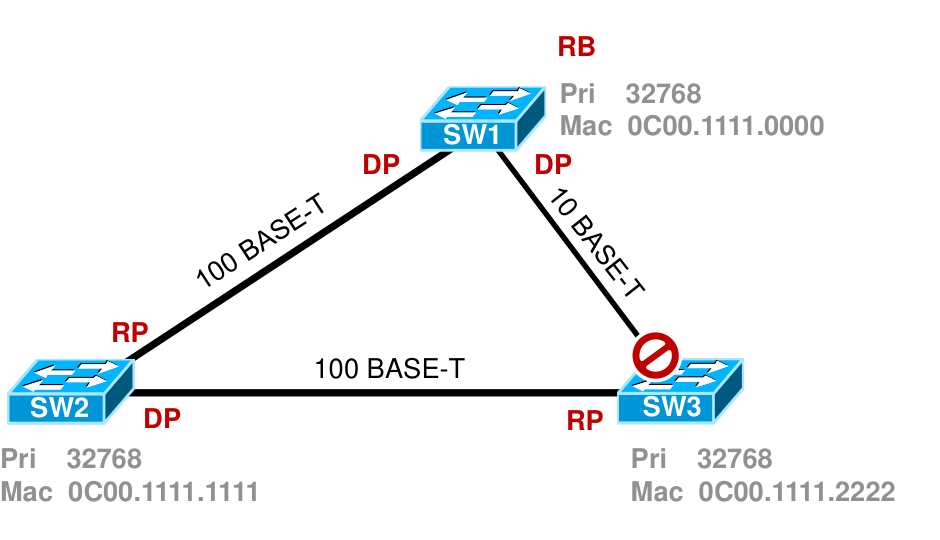 RB
Pri 32768
Mac 0C00.1111.0000
SW1
DP
DP
100 BASE-T
10 BASE-T
RP
100 BASE-T
SW2
SW3
DP
RP
Pri 32768
Mac 0C00.1111.1111
Pri 32768
Mac 0C00.1111.2222